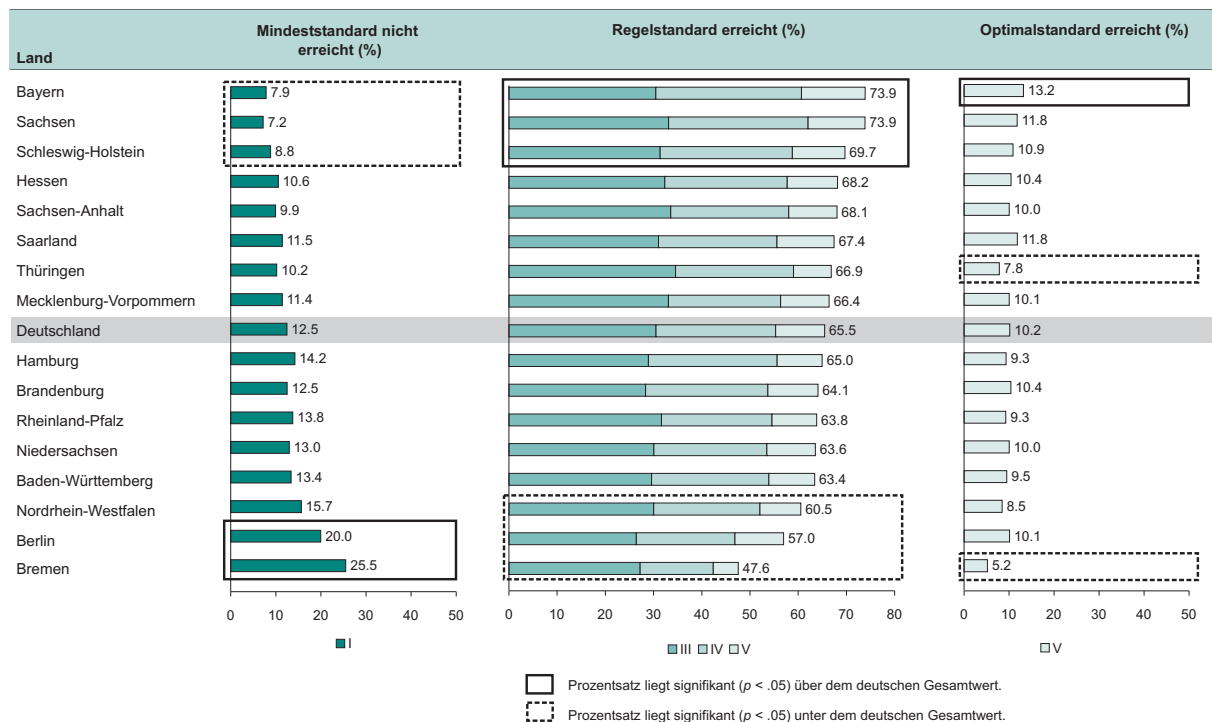 Land Mindeststandard nicht erreicht (%) Regelstandard erreicht (%) Optimalstandard erreicht (%)
Bayern 7.9 73.9 13.2
Sachsen 7.2 73.9 11.8
Schleswig-Holstein 8.8 69.7 10.9
Hessen 10.6 68.2 10.4
Sachsen-Anhalt 9.9 68.1 10.0
Saarland 11.5 67.4 11.8
Thüringen 10.2 66.9 7.8
Mecklenburg-Vorpommern 11.4 66.4 10.1
Deutschland 12.5 65.5 10.2
Hamburg 14.2 65.0 9.3
Brandenburg 12.5 64.1 10.4
Rheinland-Pfalz 13.8 63.8 9.3
Niedersachsen 13.0 63.6 10.0
Baden-Württemberg 13.4 63.4 9.5
Nordrhein-Westfalen 15.7 60.5 8.5
Berlin 20.0 57.0 10.1
Bremen 25.5 47.6 5.2
0 10 20 30 40 50 0 10 20 30 40 50 60 70 80 0 10 20 30 40 50
I III IV V V
Prozentsatz liegt signifikant (p < .05) über dem deutschen Gesamtwert.
Prozentsatz liegt signifikant (p < .05) unter dem deutschen Gesamtwert.